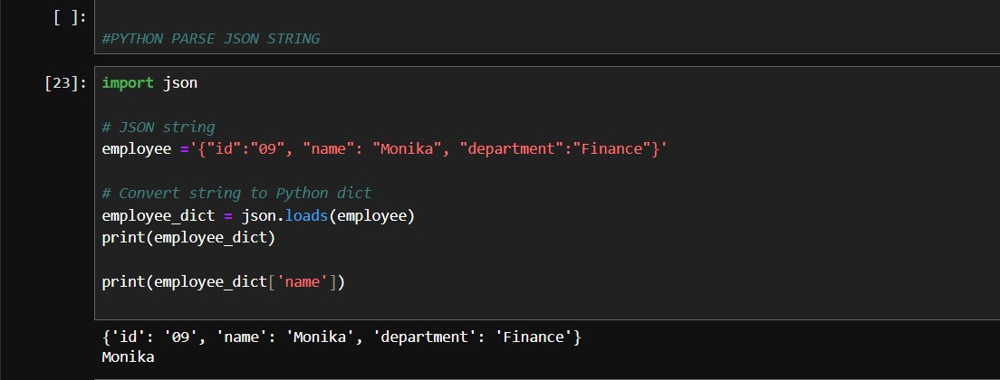 [ ]:
#PYTHON PARSE JSON STRING
[23]: import json
# JSON string
employee ='{"id":"09", "name": "Monika", "department":"Finance"}'
# Convert string to Python dict
employee_dict = json.loads(employee)
print(employee_dict)
print(employee_dict['name'])
{'id': '09', 'name': 'Monika', 'department': 'Finance'}
Monika